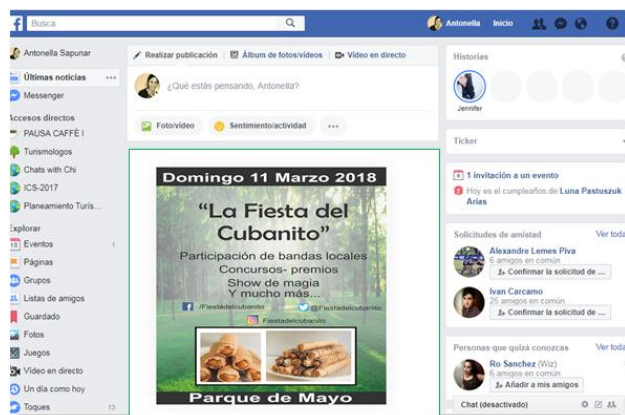 Busca
Antonella
Inicio
Antonella Sapunar
Últimas noticias
Messenger
Accesos directos
PAUSA CAFFÈ I
Turismologos
Chats with Chi
ICS-2017
Planeamiento Turís...
Explorar
Eventos 1
Páginas
Grupos
Listas de amigos
Guardado
Fotos
Juegos
Vídeo en directo
Un día como hoy
Toques 13
Realizar publicación
Álbum de fotos/vídeos
Vídeo en directo
¿Qué estás pensando, Antonella?
Foto/vídeo
Sentimiento/actividad
Domingo 11 Marzo 2018
“La Fiesta del
Cubanito”
Participación de bandas locales
Concursos- premios
Show de magia
Y mucho más...
/Fiestadelcubanito
@Fiestadelcubanito
Fiestadelcubanito
Parque de Mayo
Historias
Jennifer
Ticker
1 invitación a un evento
Hoy es el cumpleaños de Luna Pastuszuk
Arias
Solicitudes de amistad
Ver toda
Alexandre Lemes Piva
6 amigos en común
Confirmar la solicitud de ...
Ivan Carcamo
25 amigos en común
Confirmar la solicitud de ...
Personas que quizá conozcas
Ver toda
Ro Sanchez (Wiz)
6 amigos en común
Añadir a mis amigos
Chat (desactivado)